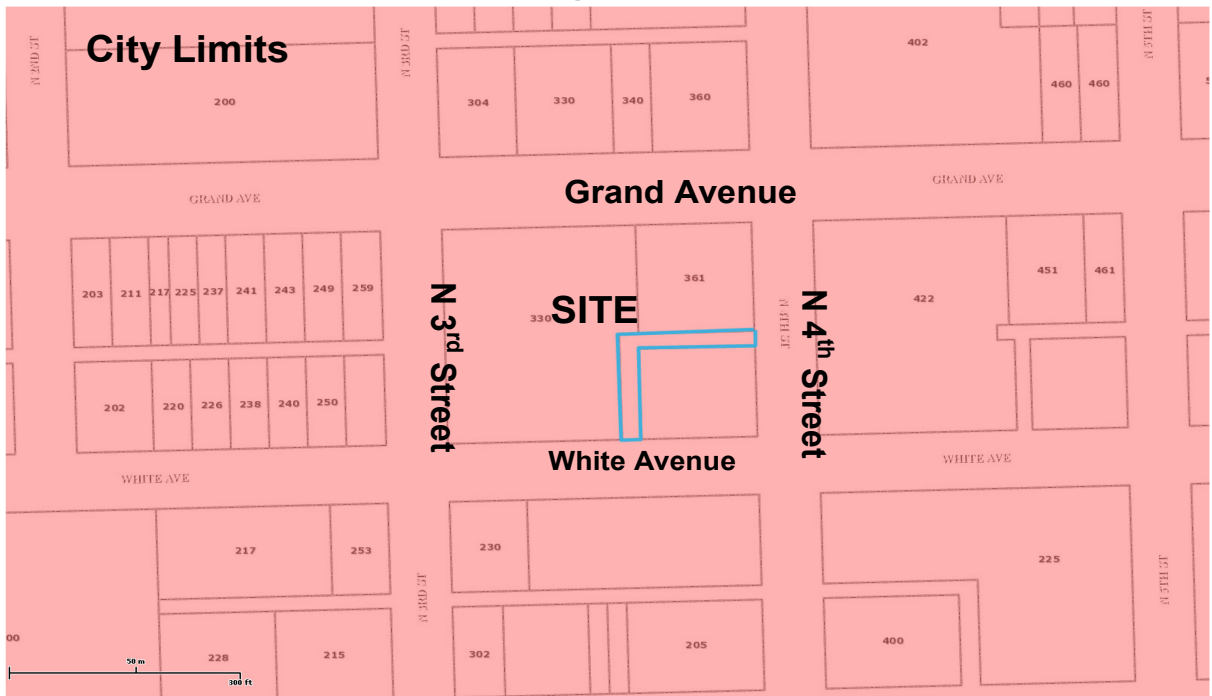 City Limits
N 2ND ST
N 3RD ST
N 5TH ST
402
200
304
330
340
360
460
460
GRAND AVE
Grand Avenue
GRAND AVE
203
211
217
225
237
241
243
249
259
N 3rd Street
330
SITE
361
N 4TH ST
N 4th Street
422
451
461
202
220
226
238
240
250
White Avenue
WHITE AVE
WHITE AVE
217
253
230
225
N 3RD ST
N 5TH ST
00
228
215
302
205
400
50 m
300 ft